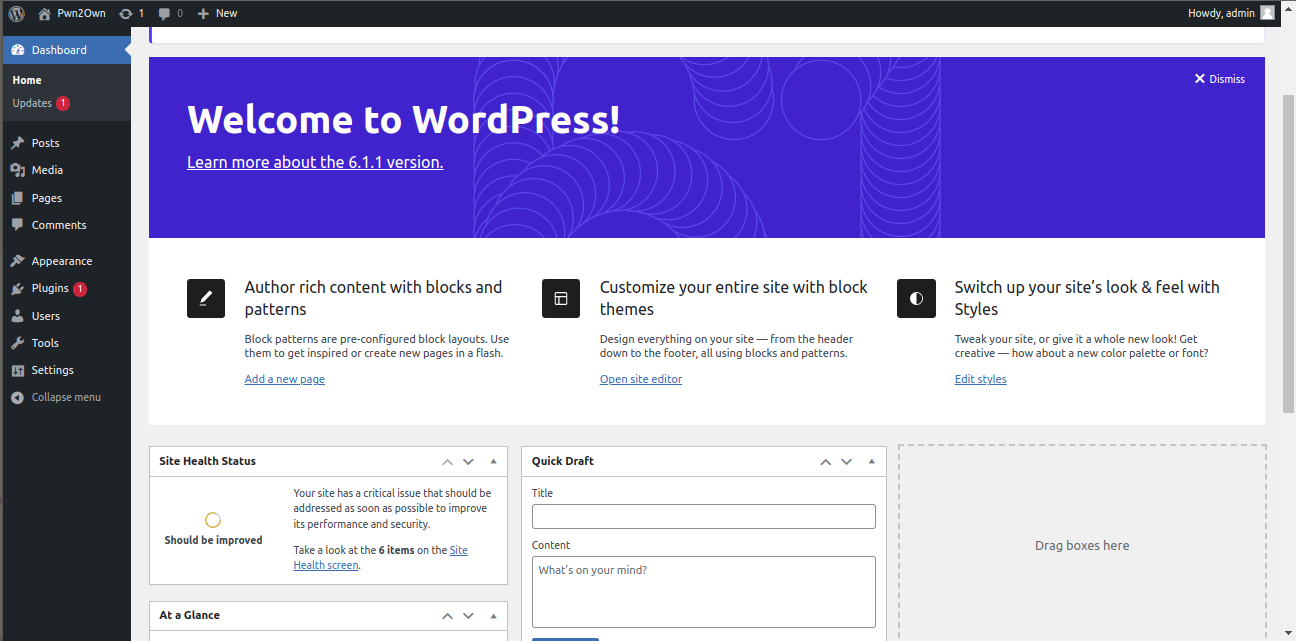 Pwn2Own 1 0 New Howdy, admin
Dashboard
Home
Updates 1
Posts
Media
Pages
Comments
Appearance
Plugins 1
Users
Tools
Settings
Collapse menu
Dismiss
Welcome to WordPress!
Learn more about the 6.1.1 version.
Author rich content with blocks and
patterns
Block patterns are pre-configured block layouts. Use
them to get inspired or create new pages in a flash.
Add a new page
Customize your entire site with block
themes
Design everything on your site — from the header
down to the footer, all using blocks and patterns.
Open site editor
Switch up your site’s look & feel with
Styles
Tweak your site, or give it a whole new look! Get
creative — how about a new color palette or font?
Edit styles
Site Health Status
Should be improved
Your site has a critical issue that should be
addressed as soon as possible to improve
its performance and security.
Take a look at the 6 items on the Site
Health screen.
At a Glance
Quick Draft
Title
Content
What’s on your mind?
Drag boxes here